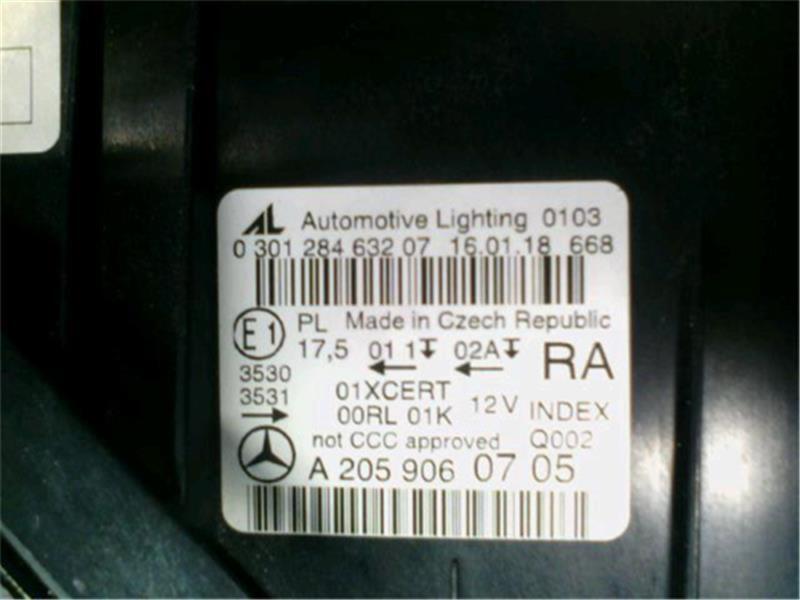 AL Automotive Lighting 0103
0 301 284 632 07 16.01.18 668
E1 PL Made in Czech Republic
17,5 01 1 02A RA
3530
3531 01XCERT
00RL 01K 12V INDEX
not CCC approved Q002
A 205 906 07 05